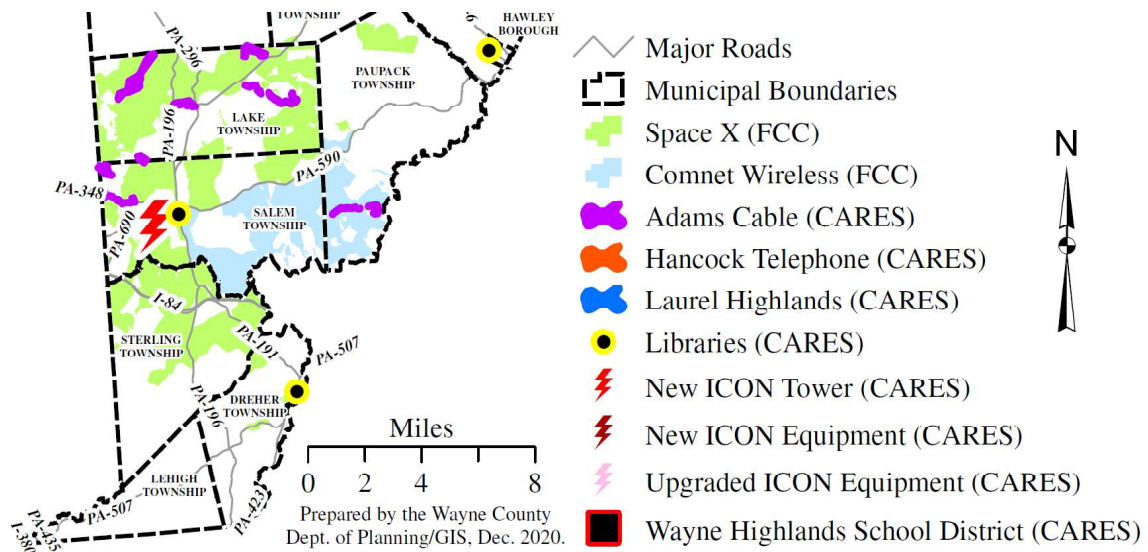 TOWNSHIP
6
HAWLEY
BOROUGH
PA-296
PAUPACK
TOWNSHIP
PA-196
LAKE
TOWNSHIP
PA-590
PA-348
PA-690
SALEM
TOWNSHIP
I-84
STERLING
TOWNSHIP
PA-191
PA-507
PA-196
DREHER
TOWNSHIP
LEHIGH
TOWNSHIP
PA-423
PA-507
PA-435
I-380
Miles
0 2 4 8
Prepared by the Wayne County
Dept. of Planning/GIS, Dec. 2020.
Major Roads
Municipal Boundaries
Space X (FCC)
Comnet Wireless (FCC)
Adams Cable (CARES)
Hancock Telephone (CARES)
Laurel Highlands (CARES)
Libraries (CARES)
New ICON Tower (CARES)
New ICON Equipment (CARES)
Upgraded ICON Equipment (CARES)
Wayne Highlands School District (CARES)
N